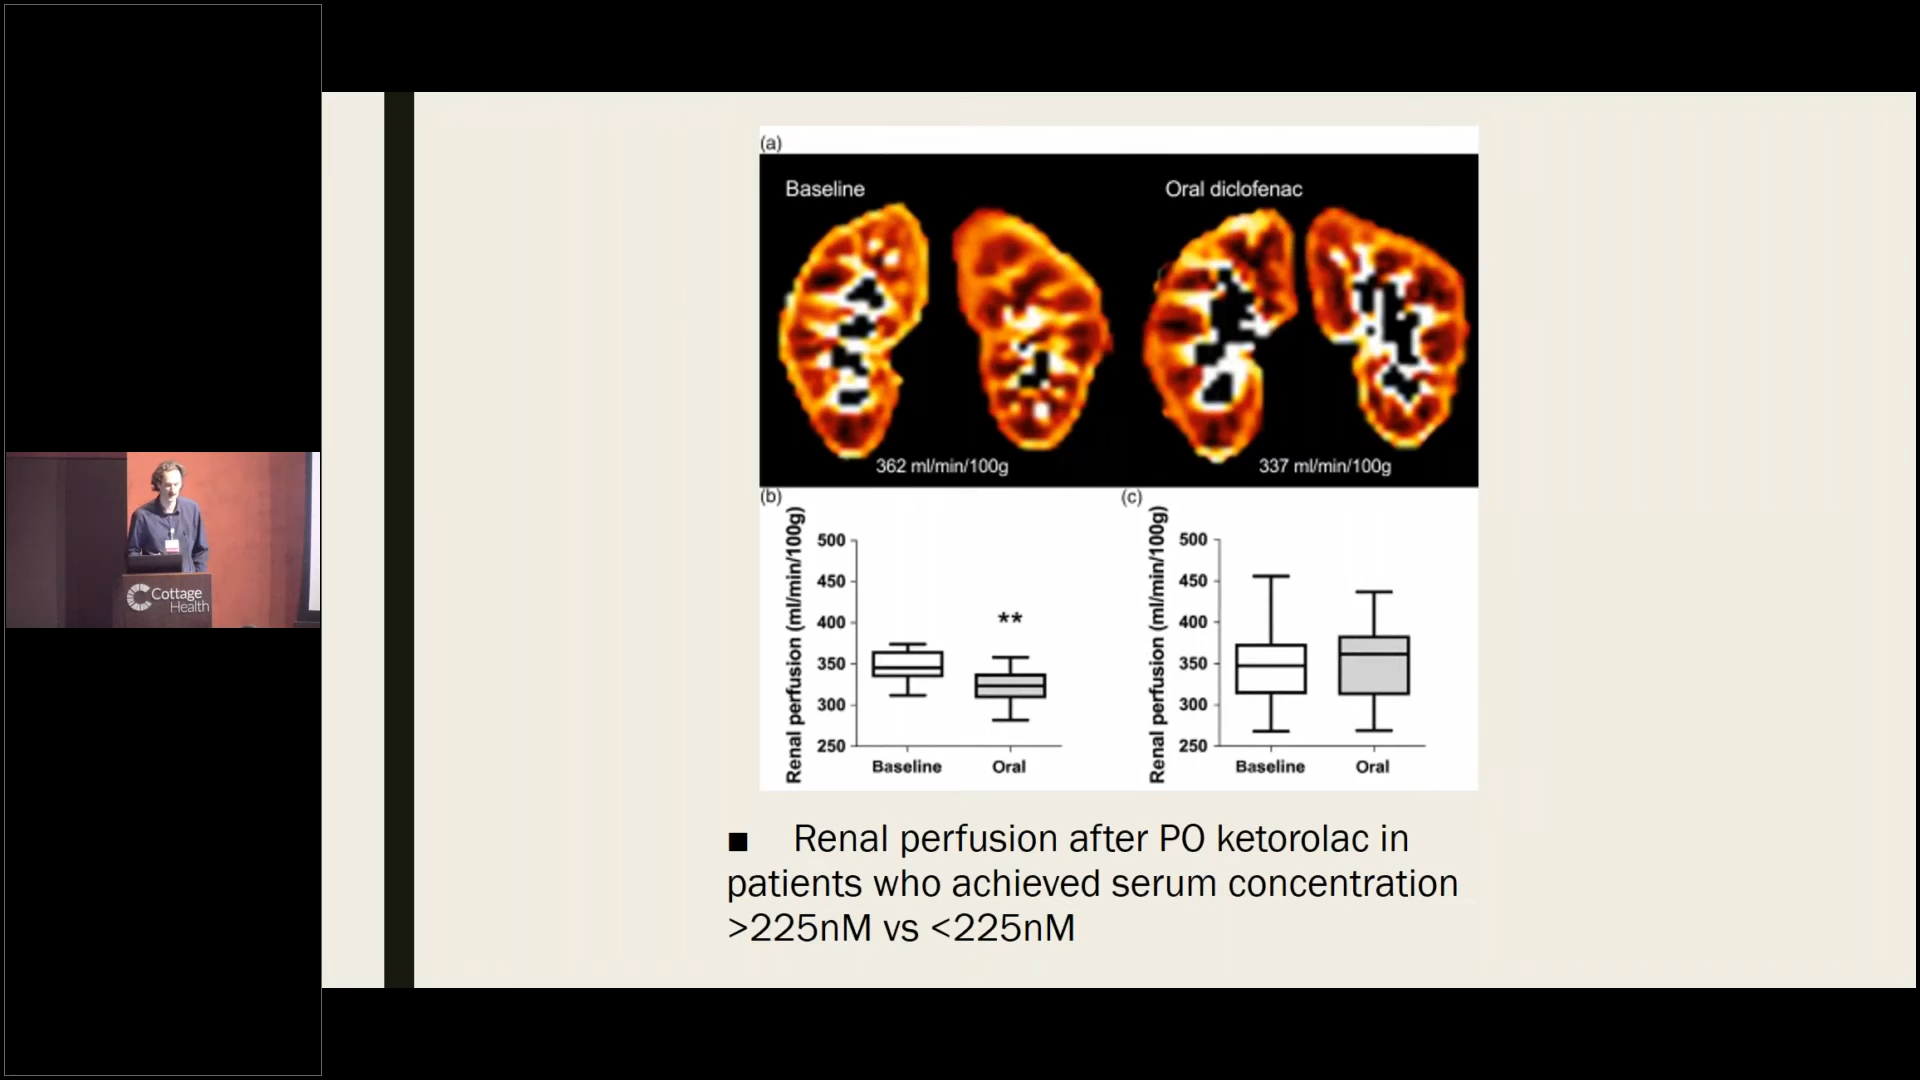 (a)
Baseline
Oral diclofenac
362 ml/min/100g
337 ml/min/100g
(b)
Renal perfusion (ml/min/100g)
500
450
400
350
300
250
**
Baseline
Oral
(c)
Renal perfusion (ml/min/100g)
500
450
400
350
300
250
Baseline
Oral
■ Renal perfusion after PO ketorolac in
patients who achieved serum concentration
>225nM vs <225nM
Cottage
Health